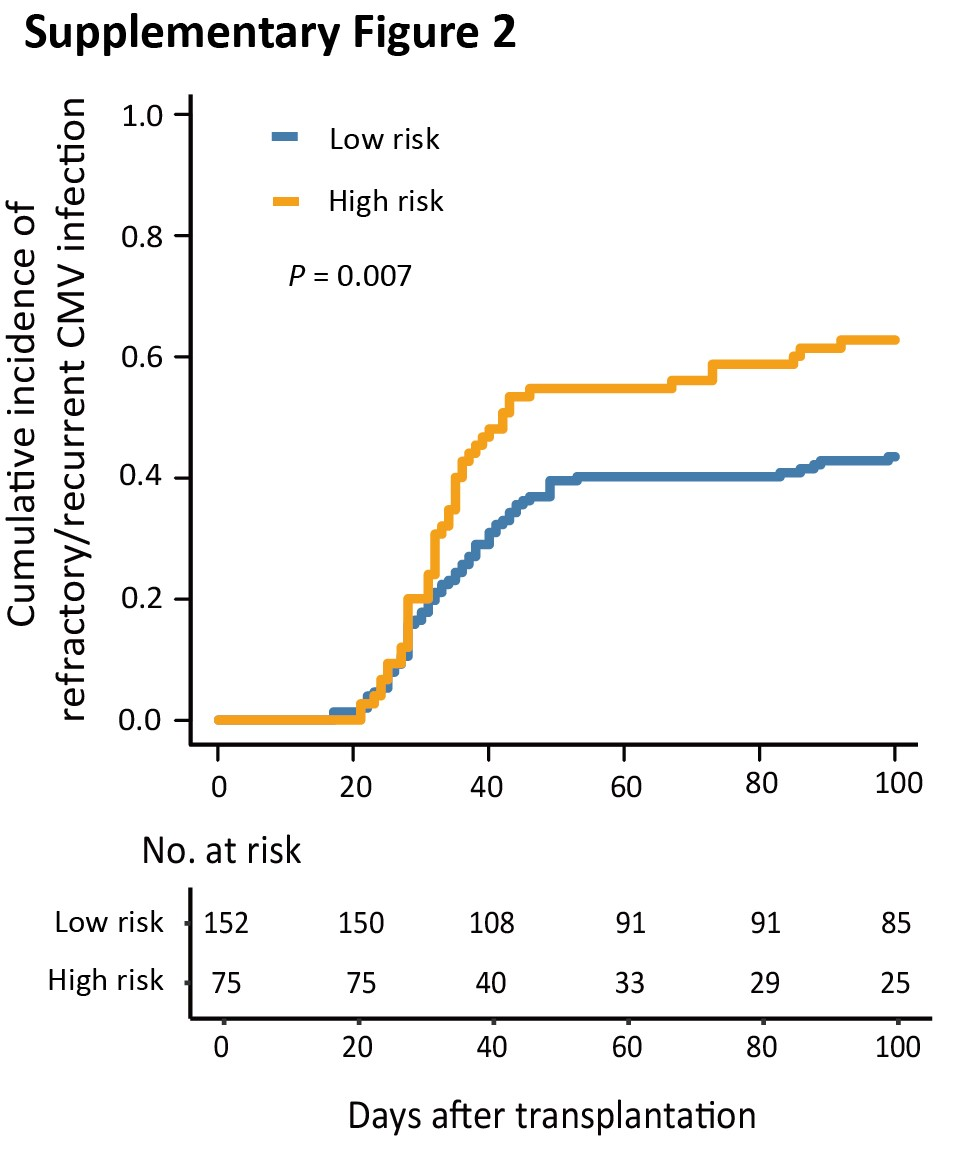 Supplementary Figure 2
Cumulative incidence of
refractory/recurrent CMV infection
1.0
0.8
0.6
0.4
0.2
0.0
Low risk
High risk
P = 0.007
0 20 40 60 80 100
No. at risk
Low risk 152 150 108 91 91 85
High risk 75 75 40 33 29 25
0 20 40 60 80 100
Days after transplantation